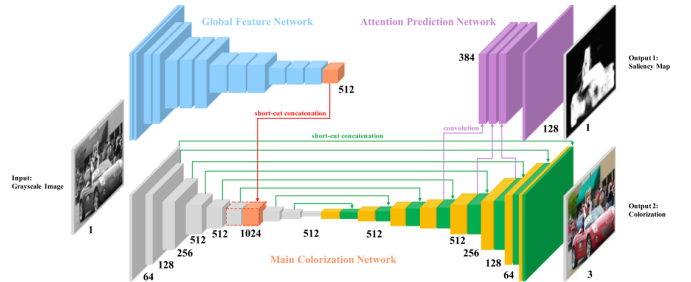 Global Feature Network
Attention Prediction Network
384
512
Output 1:
Saliency Map
short-cut concatenation
convolution
128
1
short-cut concatenation
Input:
Grayscale Image
1
Output 2:
Colorization
64
128
256
512
512
1024
512
512
512
256
128
64
3
Main Colorization Network